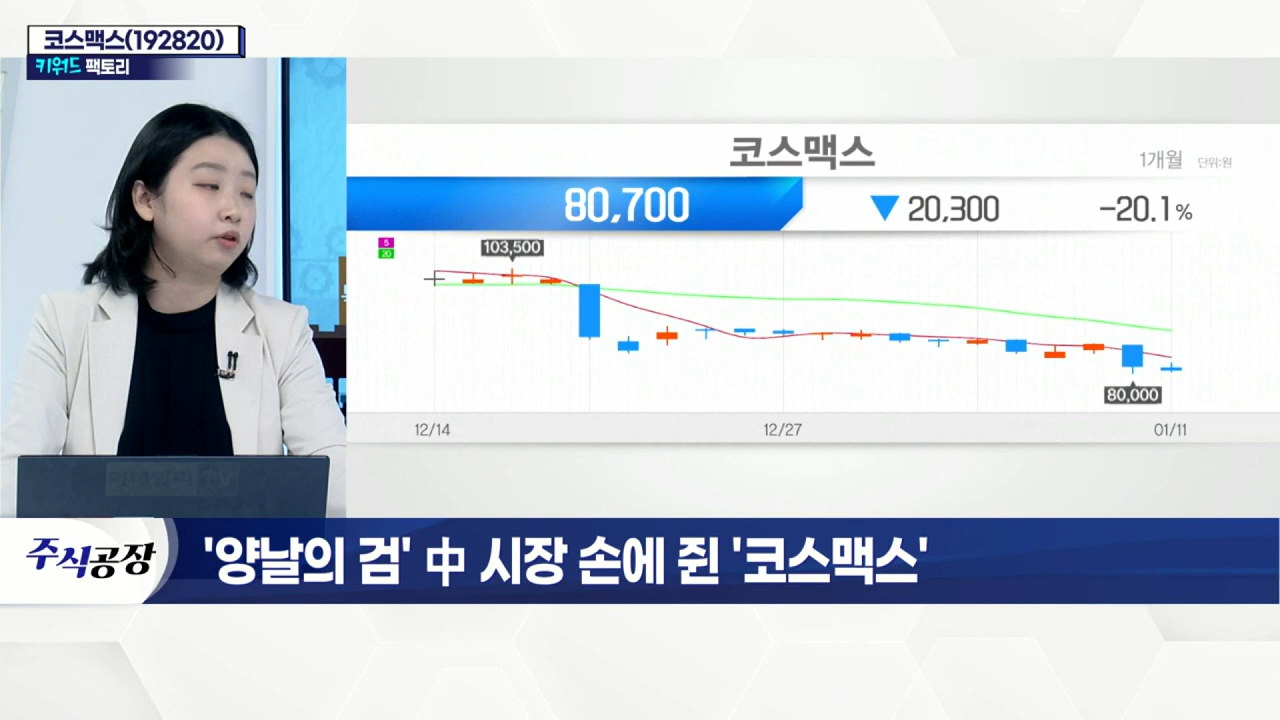 코스맥스(192820)
키워드 팩토리
코스맥스
1개월 단위:원
80,700 ▼20,300 -20.1%
5
20
103,500
80,000
12/14 12/27 01/11
주식공장
'양날의 검' 中 시장 손에 쥔 '코스맥스'